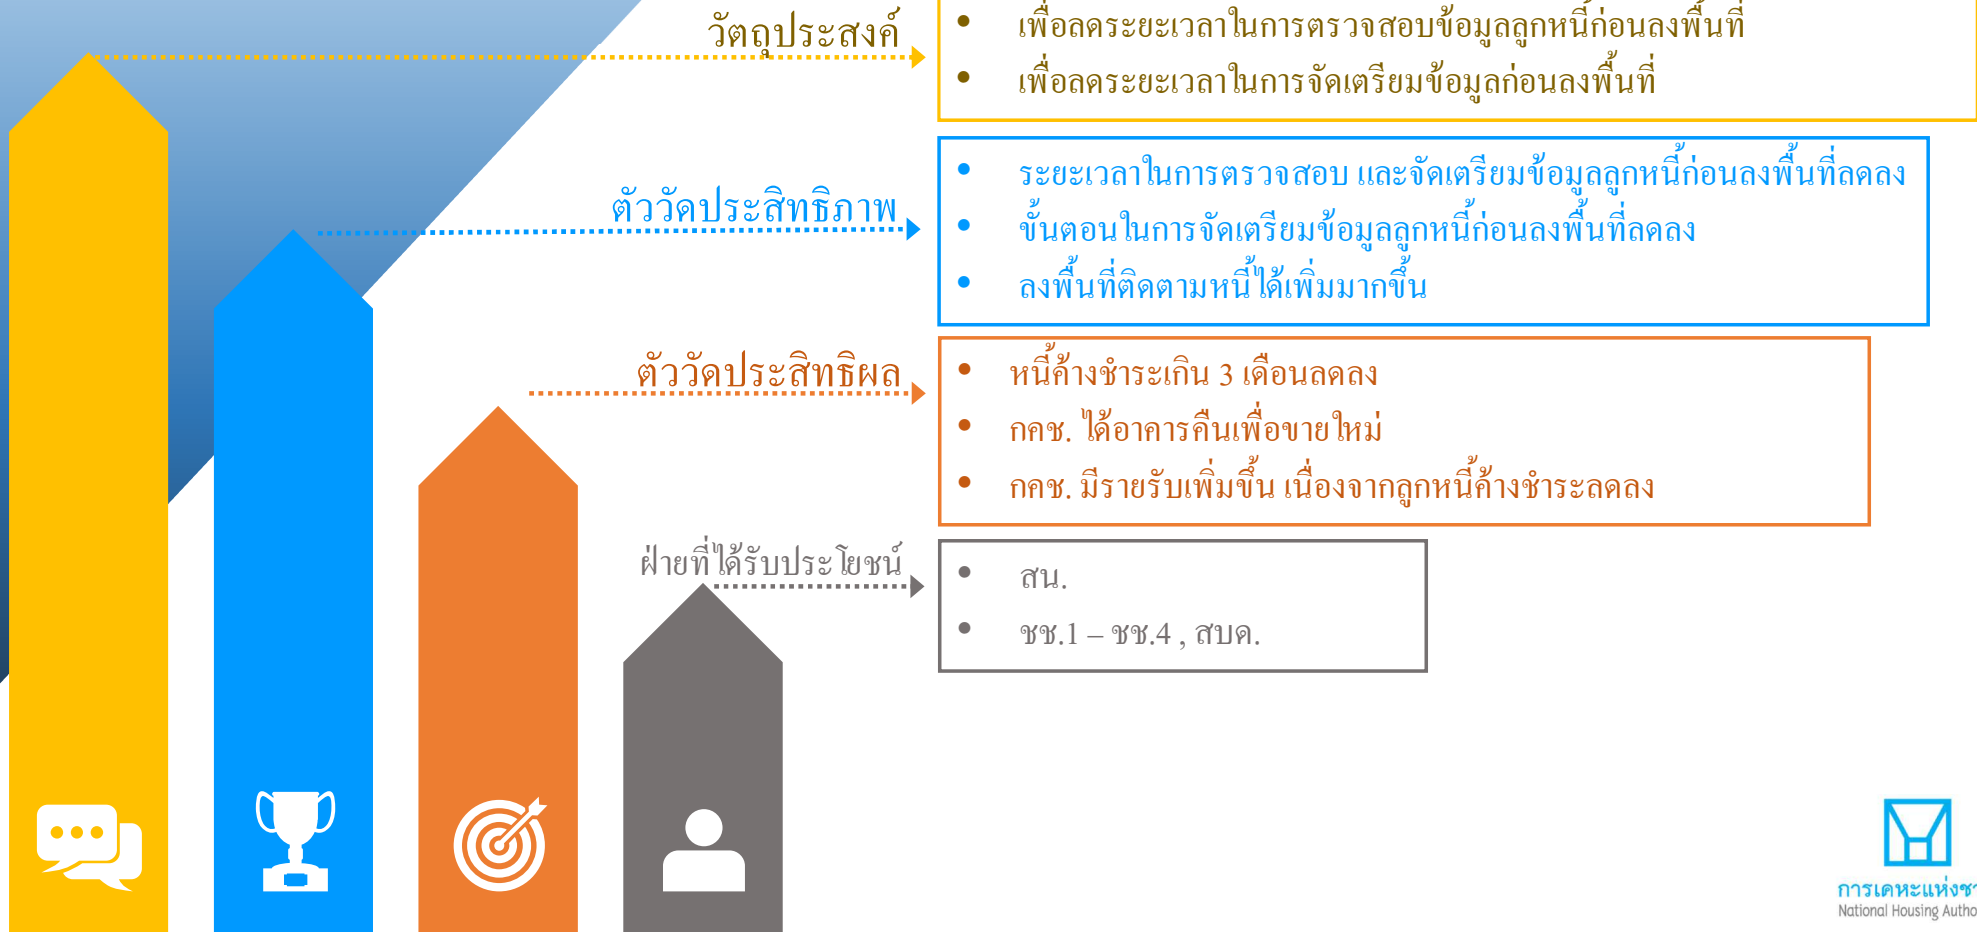 วัตถุประสงค์
เพื่อลดระยะเวลาในการตรวจสอบข้อมูลลูกหนี้ก่อนลงพื้นที่
เพื่อลดระยะเวลาในการจัดเตรียมข้อมูลก่อนลงพื้นที่
ตัววัดประสิทธิภาพ
ระยะเวลาในการตรวจสอบ และจัดเตรียมข้อมูลลูกหนี้ก่อนลงพื้นที่ลดลง
ขั้นตอนในการจัดเตรียมข้อมูลลูกหนี้ก่อนลงพื้นที่ลดลง
ลงพื้นที่ติดตามหนี้ได้เพิ่มมากขึ้น
ตัววัดประสิทธิผล
หนี้ค้างชำระเกิน 3 เดือนลดลง
กคช. ได้อาคารคืนเพื่อขายใหม่
กคช. มีรายรับเพิ่มขึ้น เนื่องจากลูกหนี้ค้างชำระลดลง
ฝ่ายที่ได้รับประโยชน์
สน.
ชช.1 – ชช.4 , สบค.
การเคหะแห่งชา
National Housing Autho